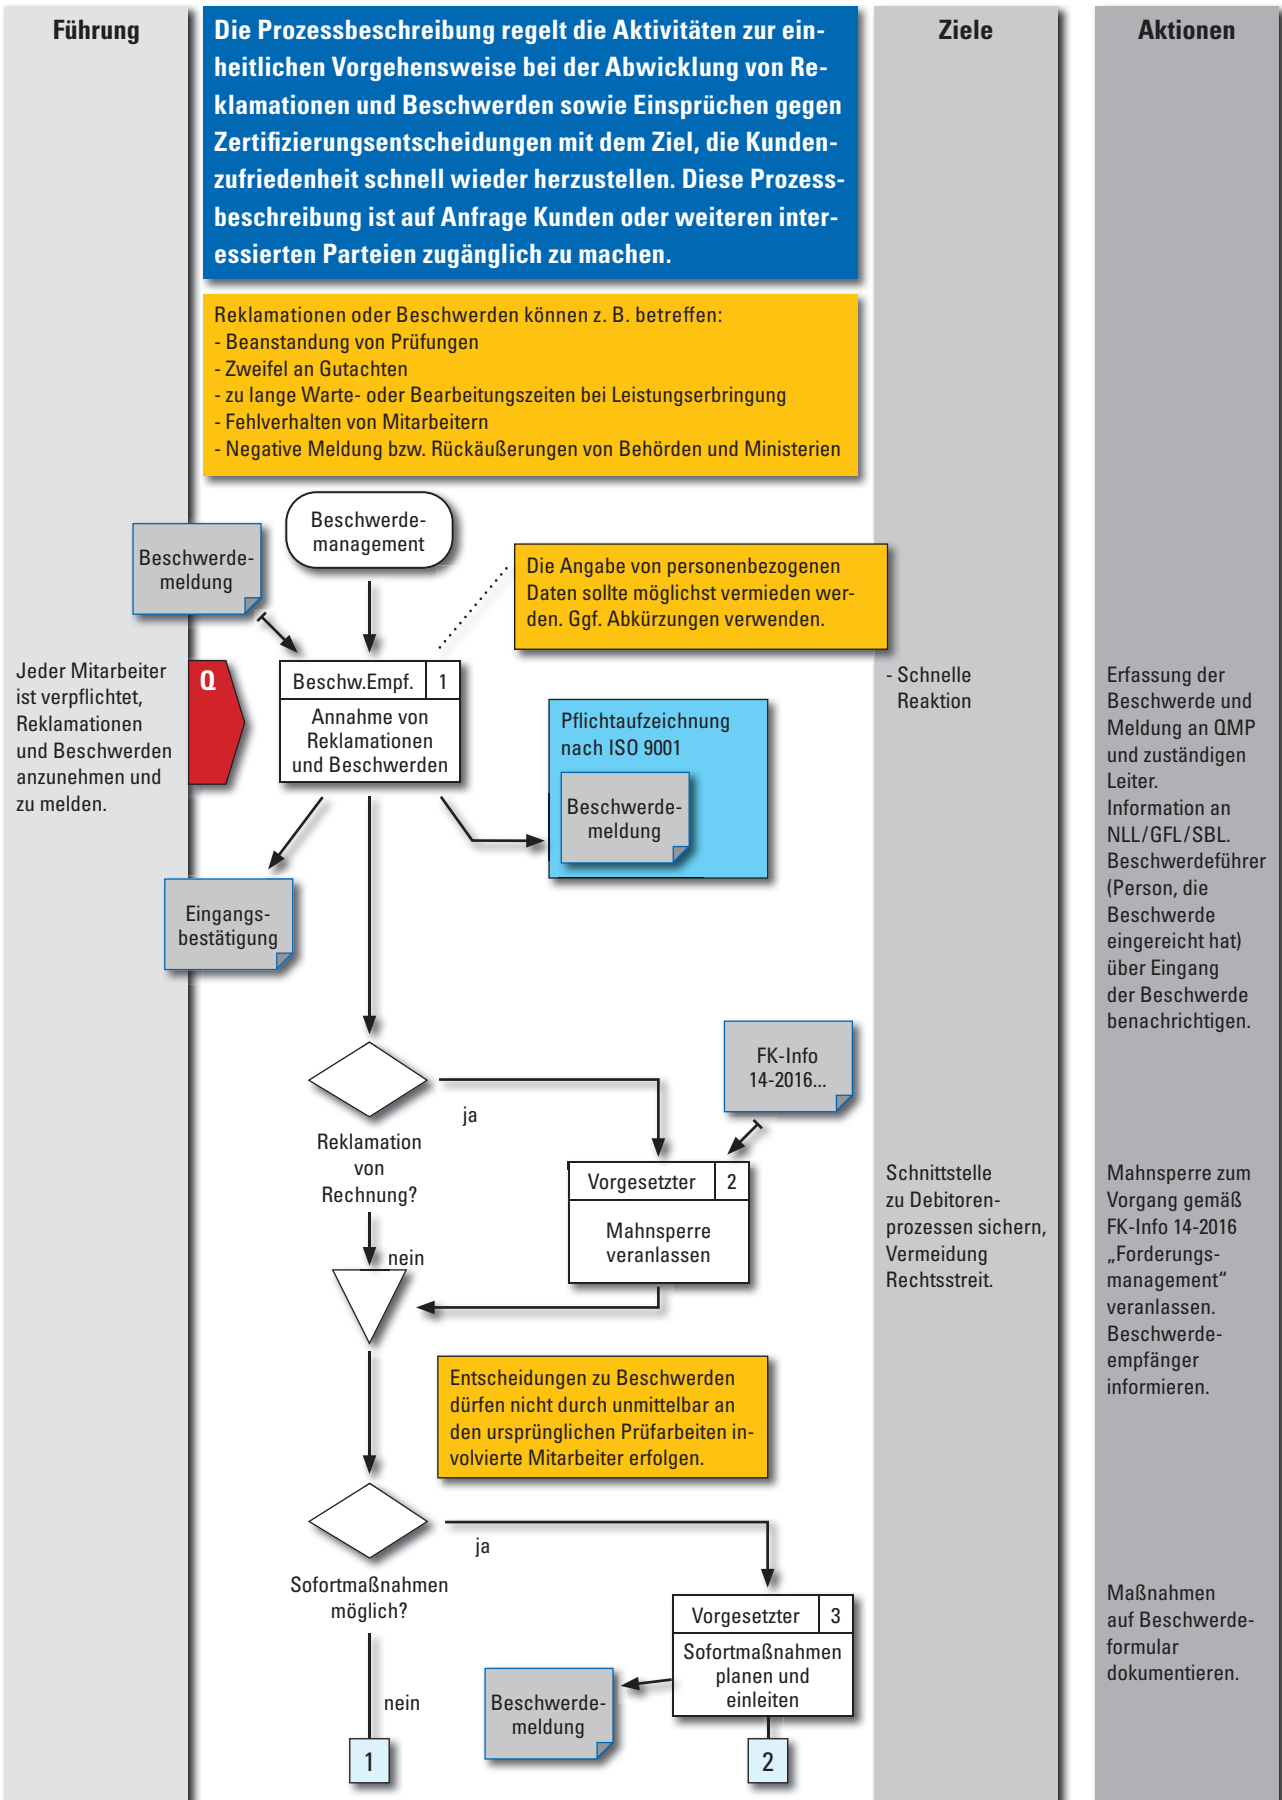 Führung
Die Prozessbeschreibung regelt die Aktivitäten zur ein-
heitlichen Vorgehensweise bei der Abwicklung von Re-
klamationen und Beschwerden sowie Einsprüchen gegen
Zertifizierungsentscheidungen mit dem Ziel, die Kunden-
zufriedenheit schnell wieder herzustellen. Diese Prozess-
beschreibung ist auf Anfrage Kunden oder weiteren inter-
essierten Parteien zugänglich zu machen.
Ziele
Aktionen
Reklamationen oder Beschwerden können z. B. betreffen:
- Beanstandung von Prüfungen
- Zweifel an Gutachten
- zu lange Warte- oder Bearbeitungszeiten bei Leistungserbringung
- Fehlverhalten von Mitarbeitern
- Negative Meldung bzw. Rückäußerungen von Behörden und Ministerien
Beschwerde-
management
Beschwerde-
meldung
Die Angabe von personenbezogenen
Daten sollte möglichst vermieden wer-
den. Ggf. Abkürzungen verwenden.
Jeder Mitarbeiter
ist verpflichtet,
Reklamationen
und Beschwerden
anzunehmen und
zu melden.
Q
Beschw.Empf. 1
Annahme von
Reklamationen
und Beschwerden
Pflichtaufzeichnung
nach ISO 9001
Beschwerde-
meldung
- Schnelle
Reaktion
Erfassung der
Beschwerde und
Meldung an QMP
und zuständigen
Leiter.
Information an
NLL/GFL/SBL.
Beschwerdeführer
(Person, die
Beschwerde
eingereicht hat)
über Eingang
der Beschwerde
benachrichtigen.
Eingangs-
bestätigung
FK-Info
14-2016...
ja
Reklamation
von
Rechnung?
nein
Vorgesetzter 2
Mahnsperre
veranlassen
Schnittstelle
zu Debitoren-
prozessen sichern,
Vermeidung
Rechtsstreit.
Mahnsperre zum
Vorgang gemäß
FK-Info 14-2016
„Forderungs-
management“
veranlassen.
Beschwerde-
empfänger
informieren.
Entscheidungen zu Beschwerden
dürfen nicht durch unmittelbar an
den ursprünglichen Prüfarbeiten in-
volvierte Mitarbeiter erfolgen.
ja
Sofortmaßnahmen
möglich?
nein
Vorgesetzter 3
Sofortmaßnahmen
planen und
einleiten
Beschwerde-
meldung
Maßnahmen
auf Beschwerde-
formular
dokumentieren.
1
2